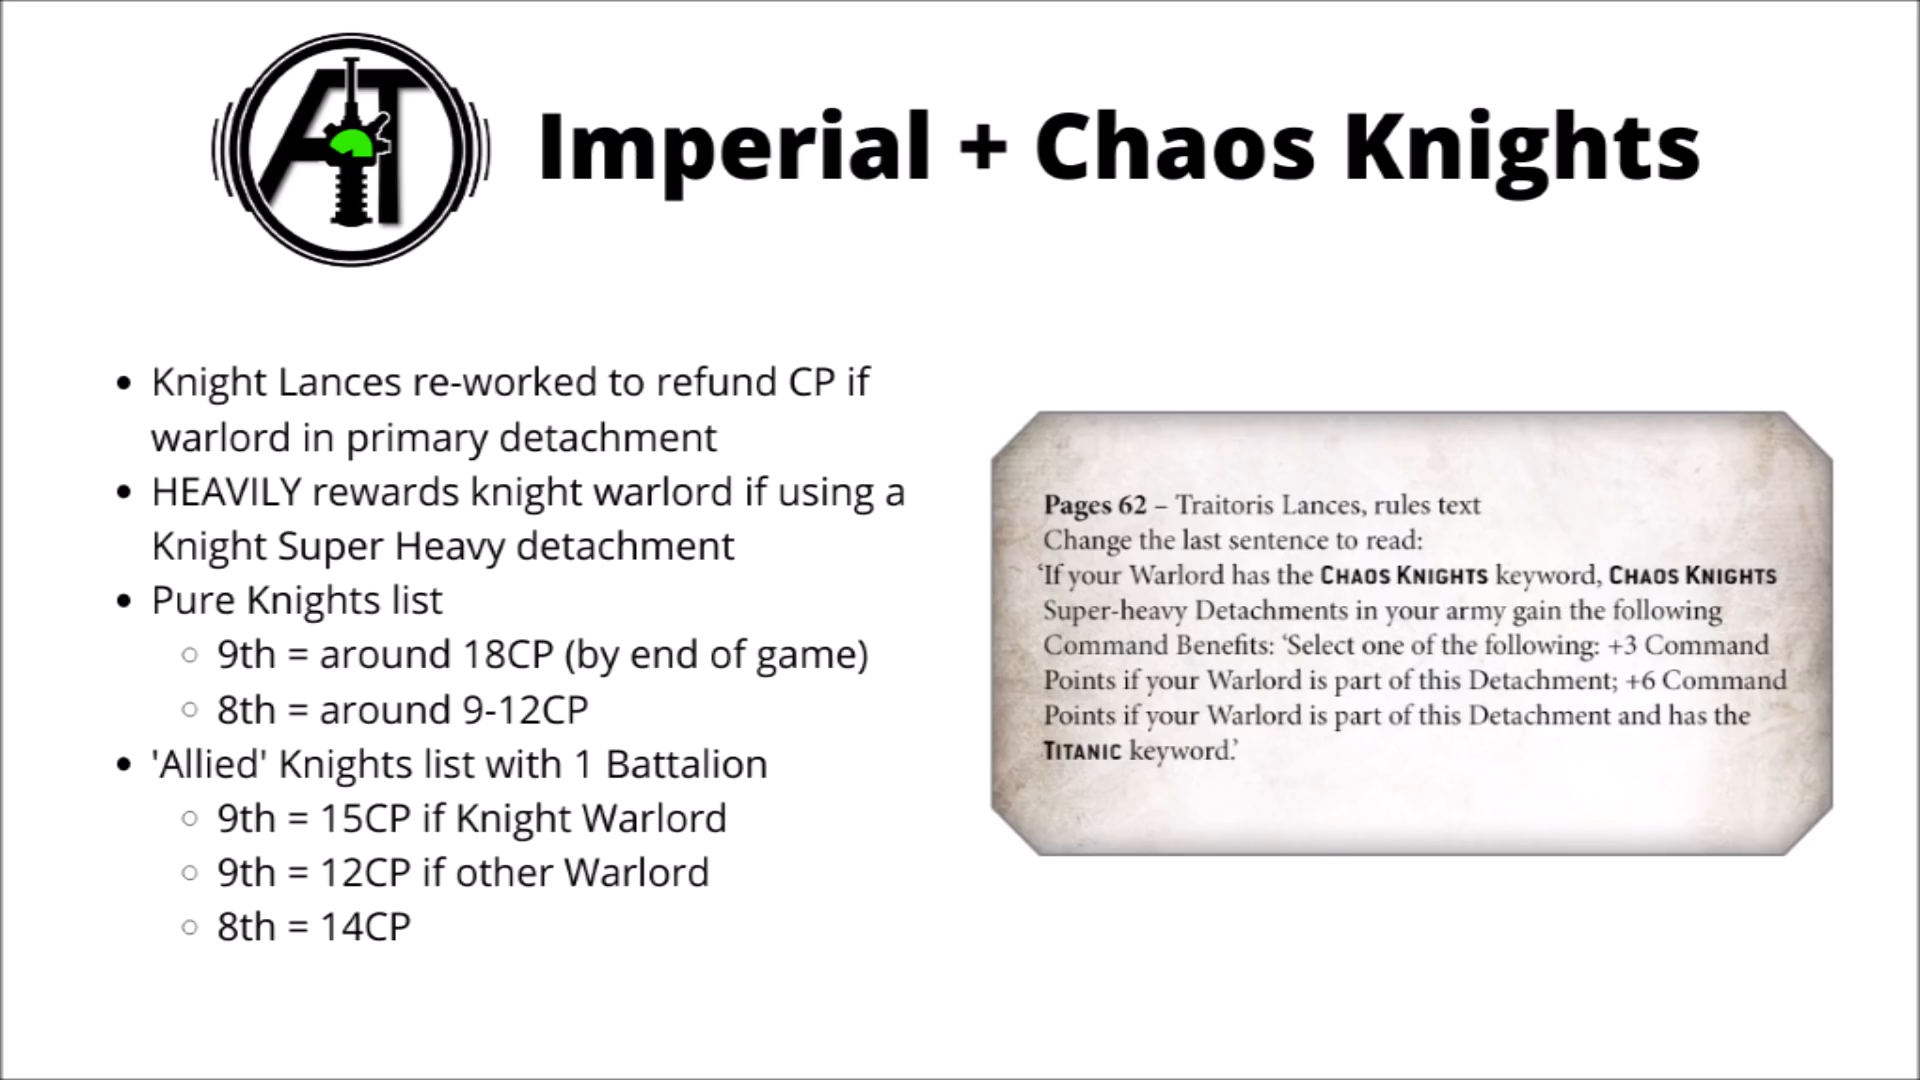 AT
Imperial + Chaos Knights
• Knight Lances re-worked to refund CP if
warlord in primary detachment
• HEAVILY rewards knight warlord if using a
Knight Super Heavy detachment
• Pure Knights list
○ 9th = around 18CP (by end of game)
○ 8th = around 9-12CP
• 'Allied' Knights list with 1 Battalion
○ 9th = 15CP if Knight Warlord
○ 9th = 12CP if other Warlord
○ 8th = 14CP
Pages 62 – Traitoris Lances, rules text
Change the last sentence to read:
‘If your Warlord has the CHAOS KNIGHTS keyword, CHAOS KNIGHTS
Super-heavy Detachments in your army gain the following
Command Benefits: ‘Select one of the following: +3 Command
Points if your Warlord is part of this Detachment; +6 Command
Points if your Warlord is part of this Detachment and has the
TITANIC keyword.’